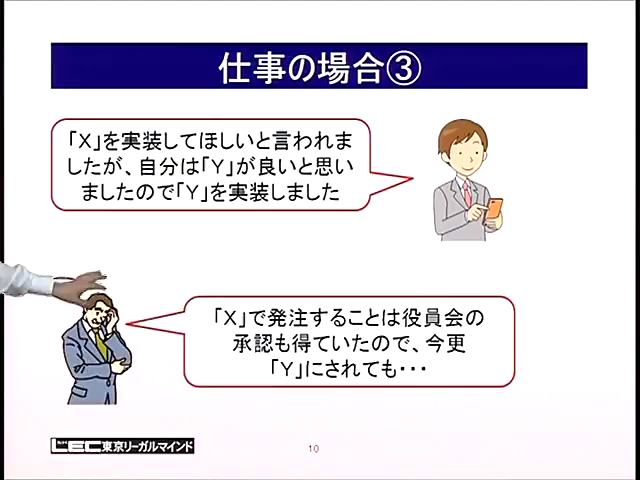 仕事の場合③
「X」を実装してほしいと言われま
したが、自分は「Y」が良いと思い
ましたので「Y」を実装しました
「X」で発注することは役員会の
承認も得ていたので、今更
「Y」にされても・・・
LEC東京リーガルマインド
10